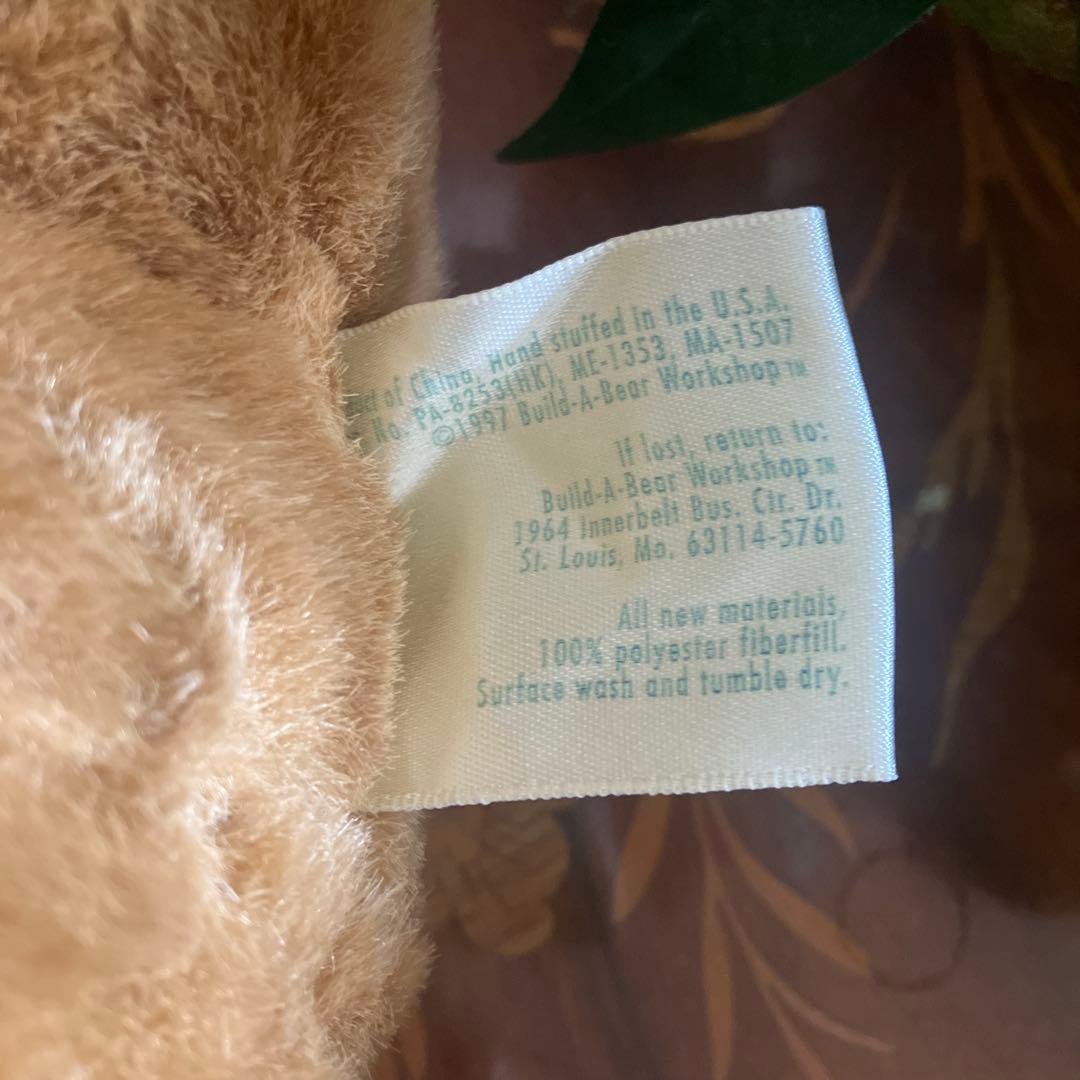 of China. Hand stuffed in the U.S.A.
No. PA-8253(HK), ME-1353, MA-1507
©1997 Build-A-Bear Workshop™
If lost, return to:
Build-A-Bear Workshop™
1964 Innerbelt Bus. Ctr. Dr.
St. Louis, Mo. 63114-5760
All new materials,
100% polyester fiberfill.
Surface wash and tumble dry.